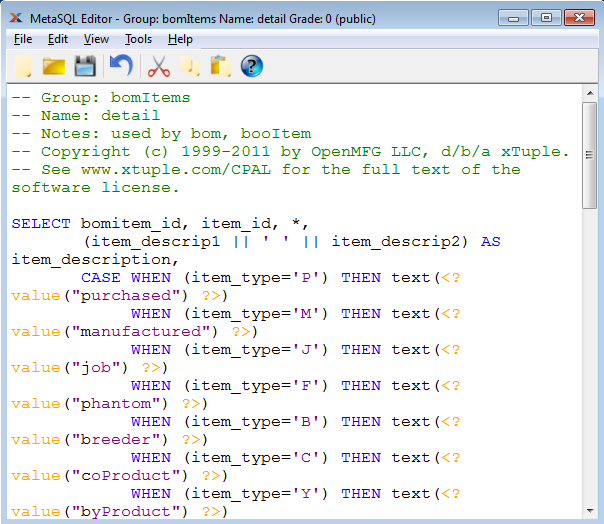 MetaSQL Editor - Group: bomItems Name: detail Grade: 0 (public)
File Edit View Tools Help
-- Group: bomItems
-- Name: detail
-- Notes: used by bom, booItem
-- Copyright (c) 1999-2011 by OpenMFG LLC, d/b/a xTuple.
-- See www.xtuple.com/CPAL for the full text of the
software license.
SELECT bomitem_id, item_id, *,
(item_descrip1 || ' ' || item_descrip2) AS
item_description,
CASE WHEN (item_type='P') THEN text(<?
value("purchased") ?>)
WHEN (item_type='M') THEN text(<?
value("manufactured") ?>)
WHEN (item_type='J') THEN text(<?
value("job") ?>)
WHEN (item_type='F') THEN text(<?
value("phantom") ?>)
WHEN (item_type='B') THEN text(<?
value("breeder") ?>)
WHEN (item_type='C') THEN text(<?
value("coProduct") ?>)
WHEN (item_type='Y') THEN text(<?
value("byProduct") ?>)